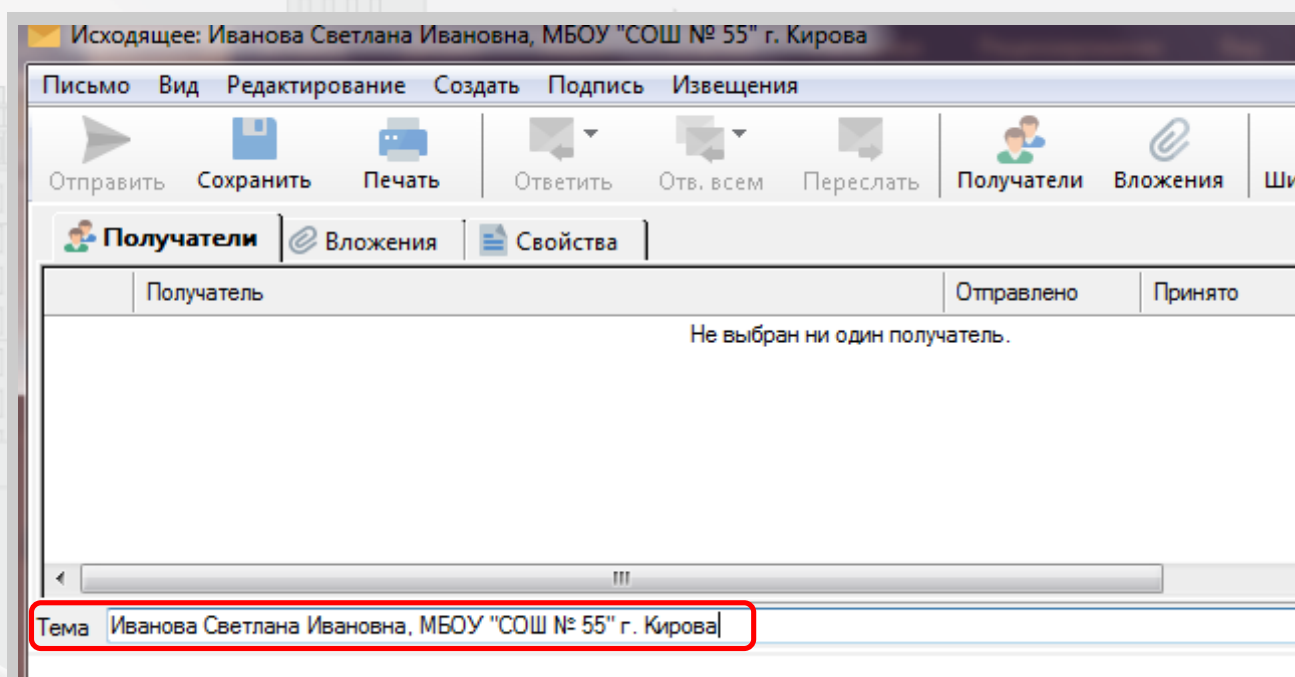 Исходящее: Иванова Светлана Ивановна, МБОУ "СОШ № 55" г. Кирова
Письмо Вид Редактирование Создать Подпись Извещения
Отправить Сохранить Печать Ответить Отв. всем Переслать Получатели Вложения
Получатели Вложения Свойства
Получатель Отправлено Принято
Не выбран ни один получатель.
Тема Иванова Светлана Ивановна, МБОУ "СОШ № 55" г. Кирова